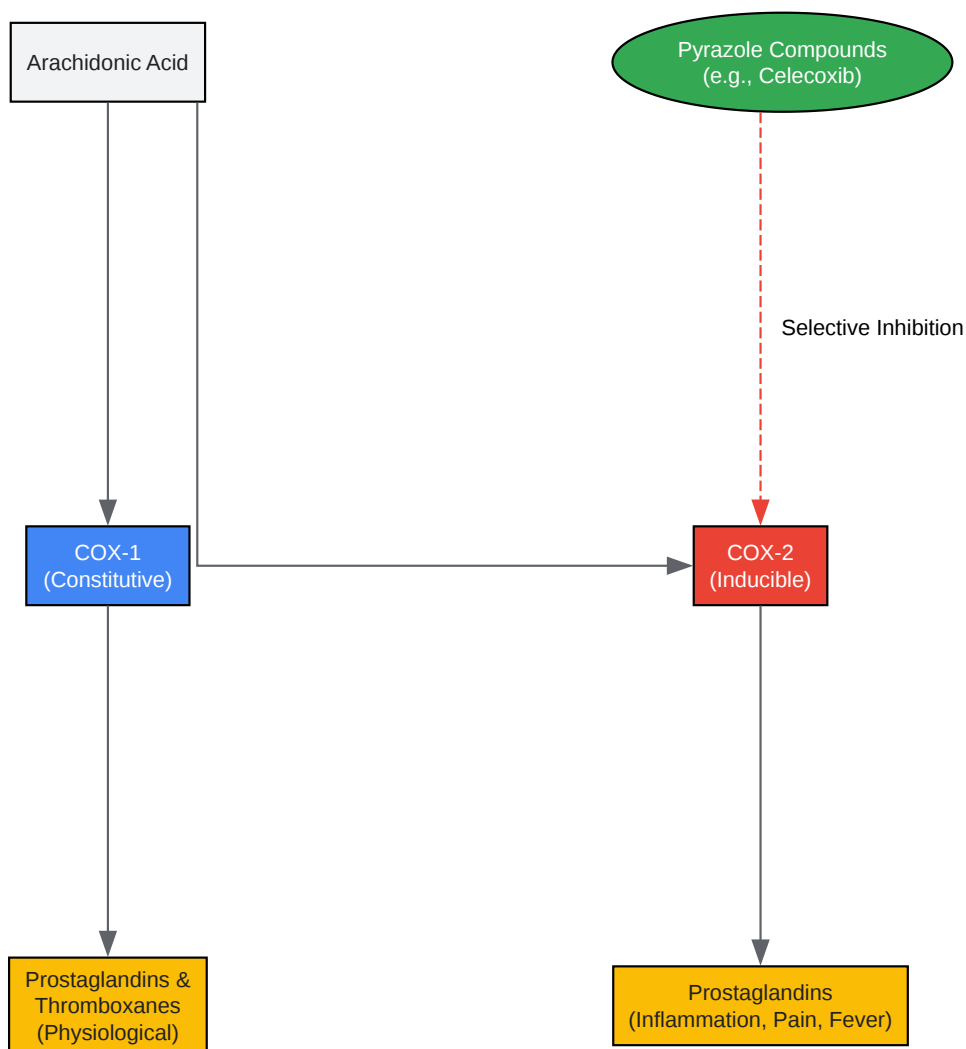 Arachidonic Acid
Pyrazole Compounds
(e.g., Celecoxib)
Selective Inhibition
COX-1
(Constitutive)
COX-2
(Inducible)
Prostaglandins &
Thromboxanes
(Physiological)
Prostaglandins
(Inflammation, Pain, Fever)